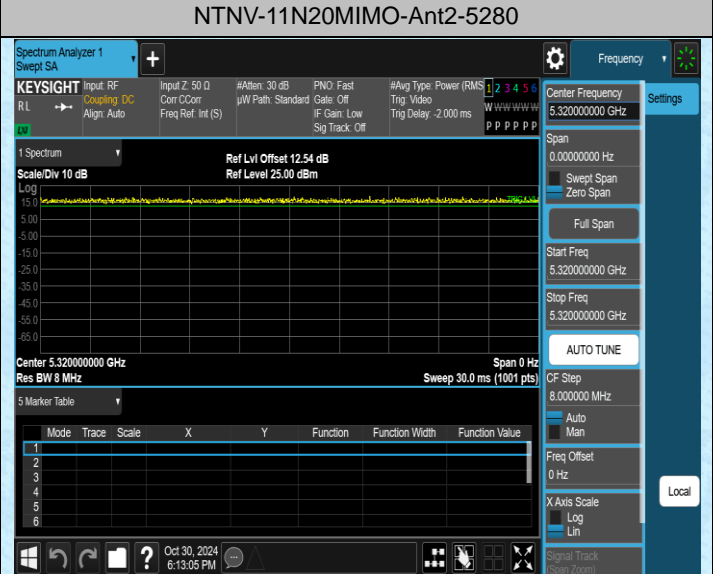 NTNV-11N20MIMO-Ant2-5280
Spectrum Analyzer 1
Swept SA
+
Frequency
KEYSIGHT
RL
LXI
Input: RF
Coupling: DC
Align: Auto
Input Z: 50 Ω
Corr CCorr
Freq Ref: Int (S)
#Atten: 30 dB
µW Path: Standard
PNO: Fast
Gate: Off
IF Gain: Low
Sig Track: Off
#Avg Type: Power (RMS
Trig: Video
Trig Delay: -2.000 ms
1 2 3 4 5 6
W W W W W W
P P P P P P
1 Spectrum
Scale/Div 10 dB
Ref Lvl Offset 12.54 dB
Ref Level 25.00 dBm
Log
15.0
5.00
-5.00
-15.0
-25.0
-35.0
-45.0
-55.0
-65.0
Center 5.320000000 GHz
Span 0 Hz
Res BW 8 MHz
Sweep 30.0 ms (1001 pts)
5 Marker Table
Mode Trace Scale X Y Function Function Width Function Value
1
2
3
4
5
6
?
Oct 30, 2024
6:13:05 PM
Center Frequency
5.320000000 GHz
Span
0.00000000 Hz
Swept Span
Zero Span
Full Span
Start Freq
5.320000000 GHz
Stop Freq
5.320000000 GHz
AUTO TUNE
CF Step
8.000000 MHz
Auto
Man
Freq Offset
0 Hz
X Axis Scale
Log
Lin
Signal Track
(Span Zoom)
Settings
Local